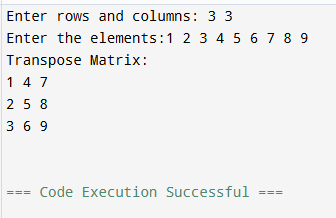 Enter rows and columns: 3 3
Enter the elements:1 2 3 4 5 6 7 8 9
Transpose Matrix:
1 4 7
2 5 8
3 6 9
=== Code Execution Successful ===